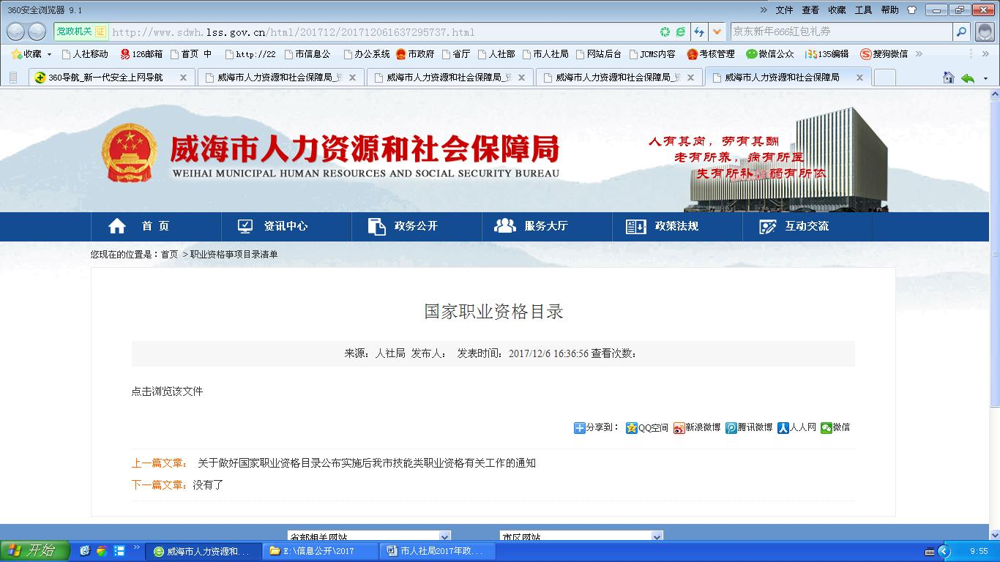 360安全浏览器 9.1
» 文件 查看 收藏 工具 帮助
党政机关 证 http://www.sdwh.lss.gov.cn/html/201712/201712061637295737.html 京东新年666红包礼券
收藏 人社移动 126邮箱 首页 中 http://22 市信息公 办公系统 市政府 省厅 人社部 市人社局 网站后台 JCMS内容 考核管理 微信公众 135编辑 搜狗微信 » »
360导航_新一代安全上网导航 威海市人力资源和社会保障局_ 威海市人力资源和社会保障局_ 威海市人力资源和社会保障局_ 威海市人力资源和社会保障局
威海市人力资源和社会保障局
WEIHAI MUNICIPAL HUMAN RESOURCES AND SOCIAL SECURITY BUREAU
人有其岗，劳有其酬
老有所养，病有所医
失有所补，弱有所依
首 页 资讯中心 政务公开 服务大厅 政策法规 互动交流
您现在的位置是：首页 >职业资格事项目录清单
国家职业资格目录
来源：人社局 发布人： 发表时间：2017/12/6 16:36:56 查看次数：
点击浏览该文件
分享到： QQ空间 新浪微博 腾讯微博 人人网 微信
上一篇文章： 关于做好国家职业资格目录公布实施后我市技能类职业资格有关工作的通知
下一篇文章：没有了
省部相关网站 市区网站
开始 » 威海市人力资源和... E:\信息公开\2017 市人社局2017年政... 9:55